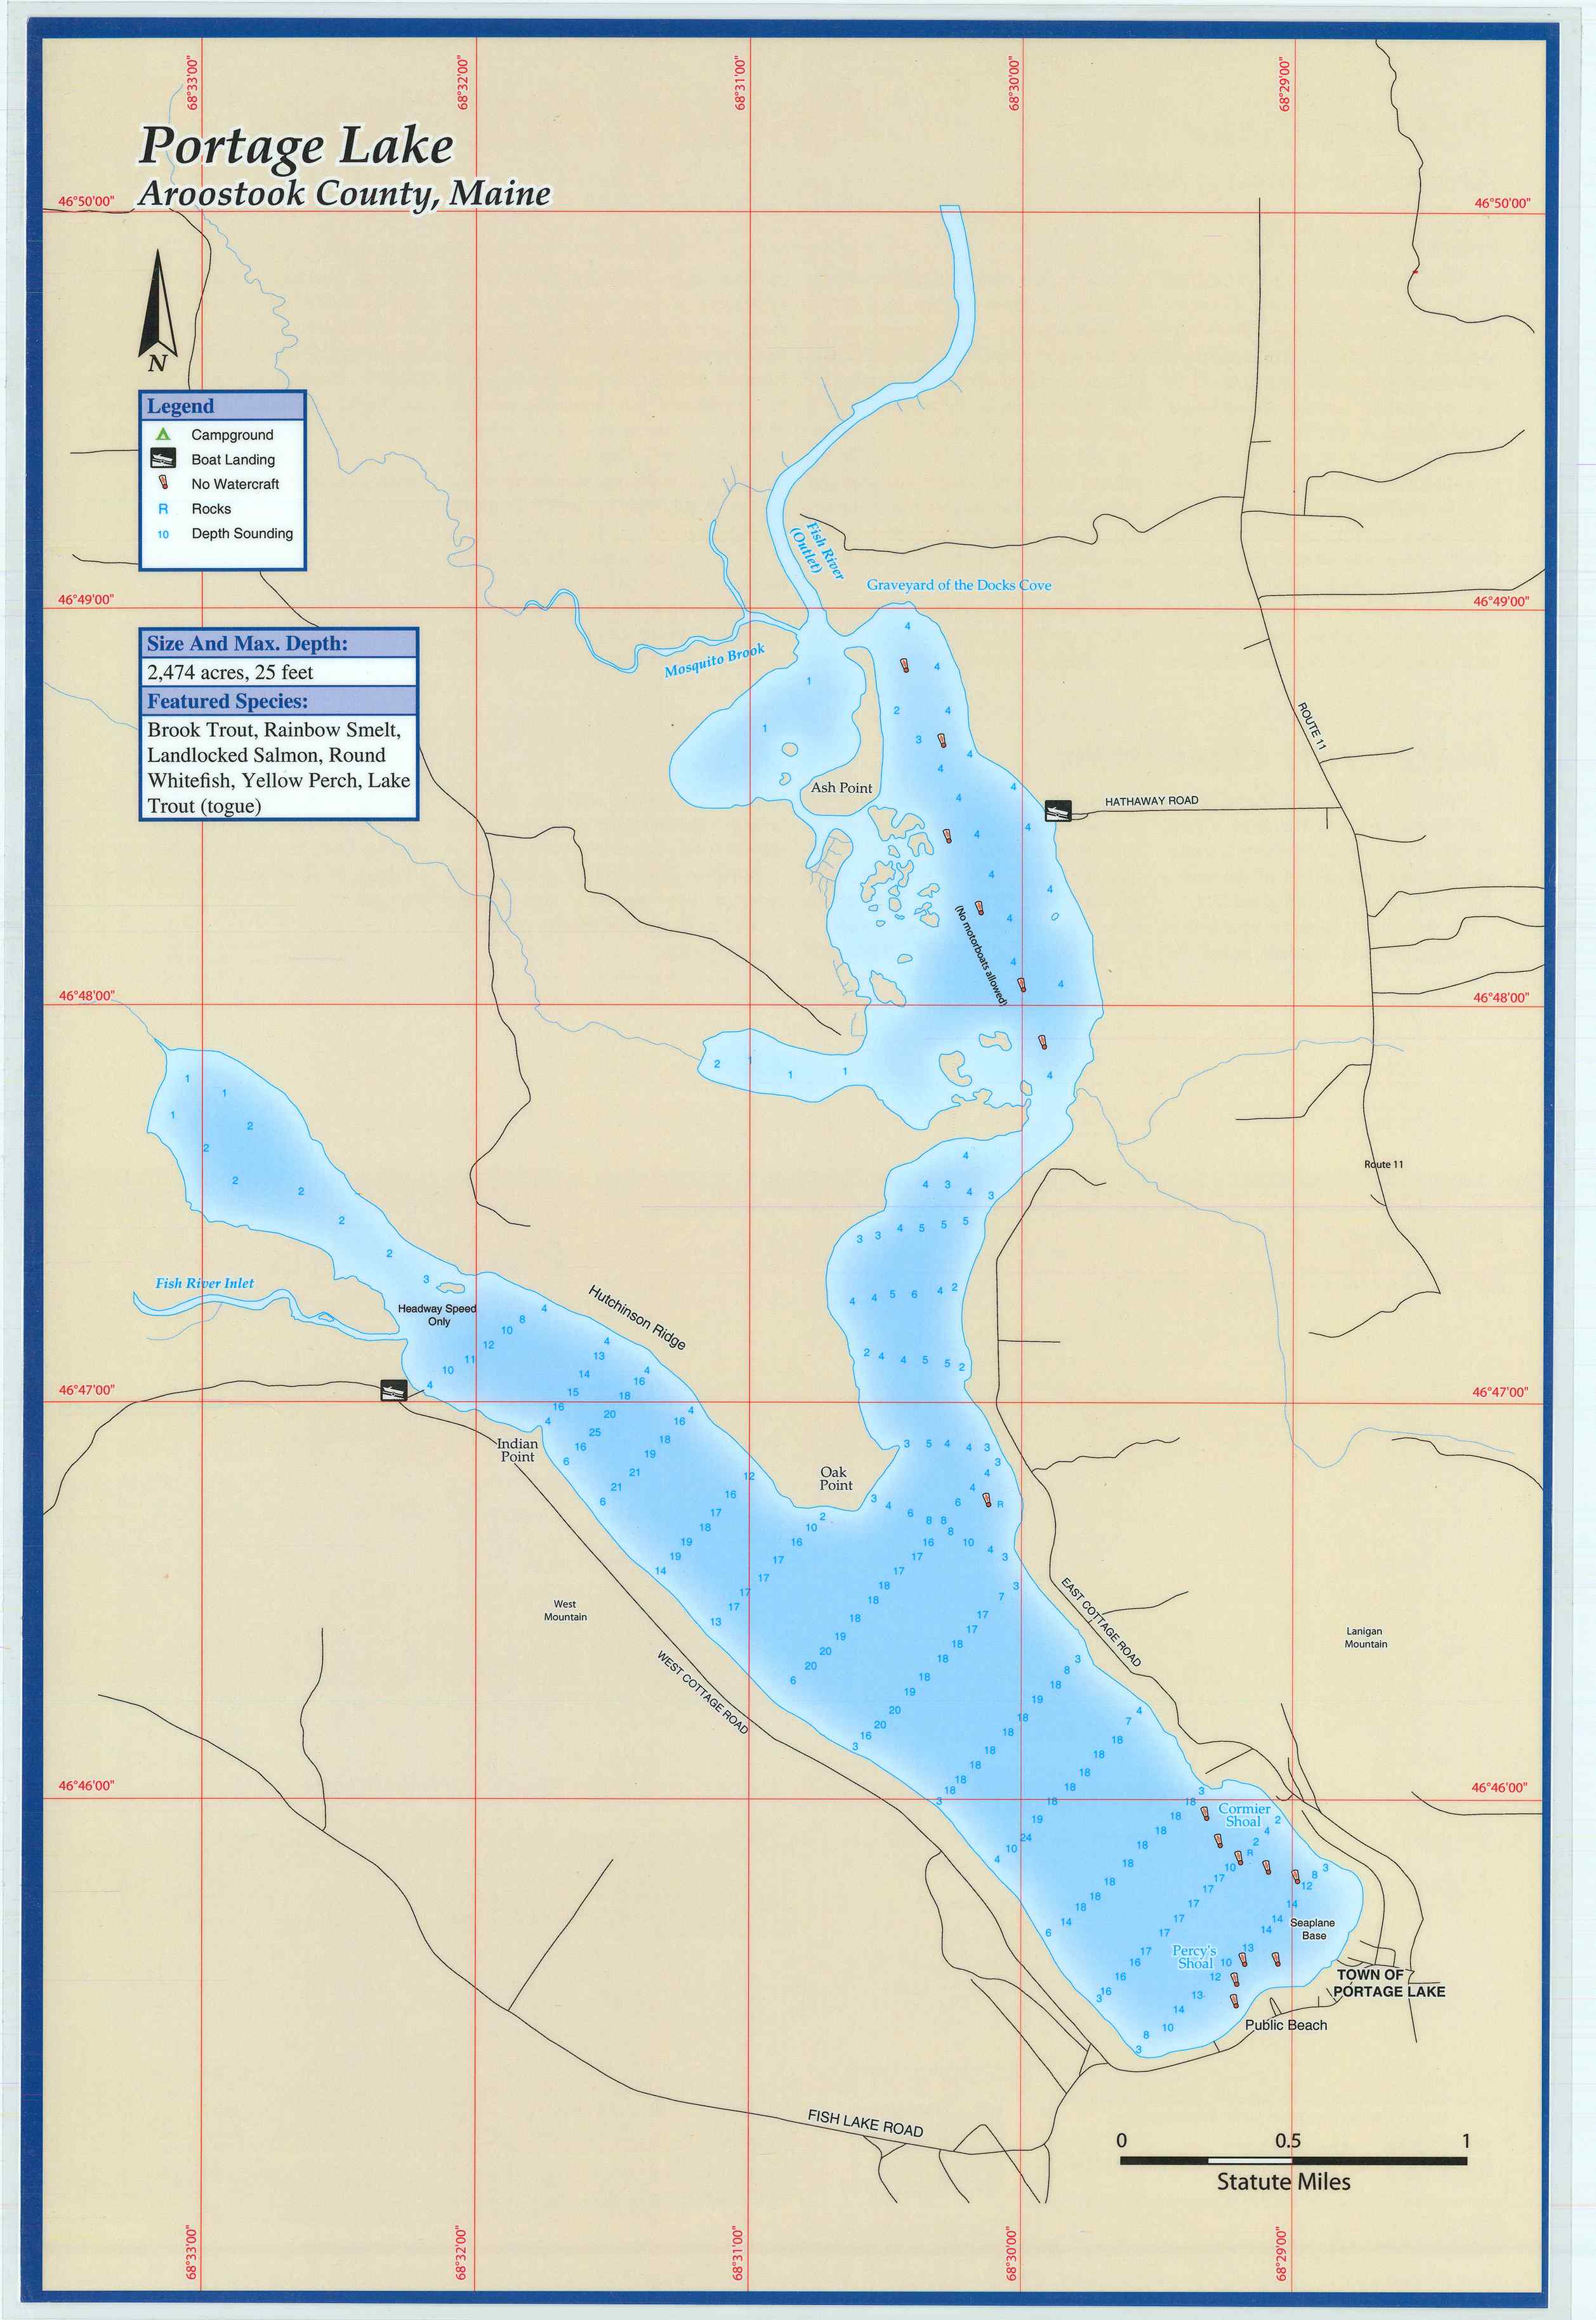 68°33'00"
68°32'00"
68°31'00"
68°30'00"
68°29'00"
Portage Lake
Aroostook County, Maine
46°50'00"
46°50'00"
N
Legend
Campground
Boat Landing
No Watercraft
R Rocks
10 Depth Sounding
Fish River
(Outlet)
Graveyard of the Docks Cove
46°49'00"
46°49'00"
Size And Max. Depth:
2,474 acres, 25 feet
Featured Species:
Brook Trout, Rainbow Smelt,
Landlocked Salmon, Round
Whitefish, Yellow Perch, Lake
Trout (togue)
Mosquito Brook
ROUTE 11
Ash Point
HATHAWAY ROAD
(No motorboats allowed)
46°48'00"
46°48'00"
Route 11
Fish River Inlet
Headway Speed
Only
Hutchinson Ridge
46°47'00"
46°47'00"
Indian
Point
Oak
Point
R
West
Mountain
EAST COTTAGE ROAD
Lanigan
Mountain
WEST COTTAGE ROAD
46°46'00"
46°46'00"
Cormier
Shoal
R
Seaplane
Base
Percy's
Shoal
TOWN OF
PORTAGE LAKE
Public Beach
FISH LAKE ROAD
0 0.5 1
Statute Miles
68°33'00"
68°32'00"
68°31'00"
68°30'00"
68°29'00"